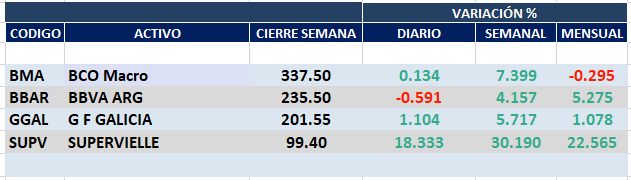 VARIACIÓN %
CODIGO ACTIVO CIERRE SEMANA DIARIO SEMANAL MENSUAL
BMA BCO Macro 337.50 0.134 7.399 -0.295
BBAR BBVA ARG 235.50 -0.591 4.157 5.275
GGAL G F GALICIA 201.55 1.104 5.717 1.078
SUPV SUPERVIELLE 99.40 18.333 30.190 22.565